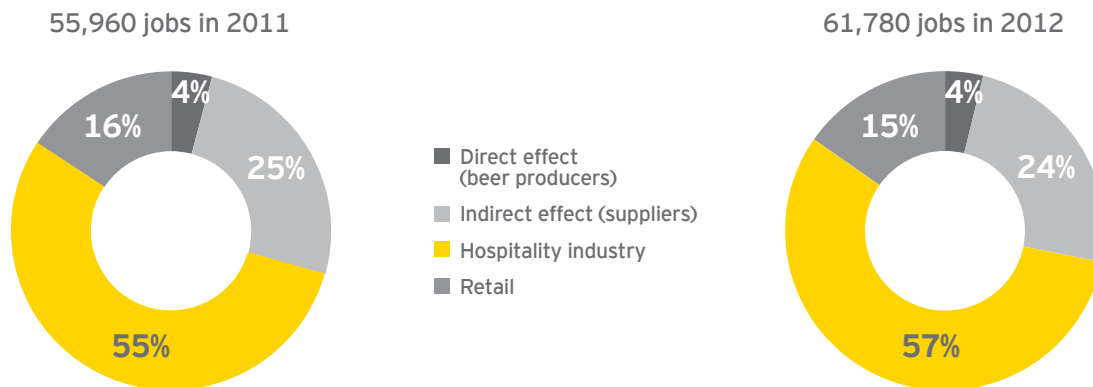 55,960 jobs in 2011
61,780 jobs in 2012
4%
25%
55%
16%
Direct effect
(beer producers)
Indirect effect (suppliers)
Hospitality industry
Retail
4%
24%
57%
15%